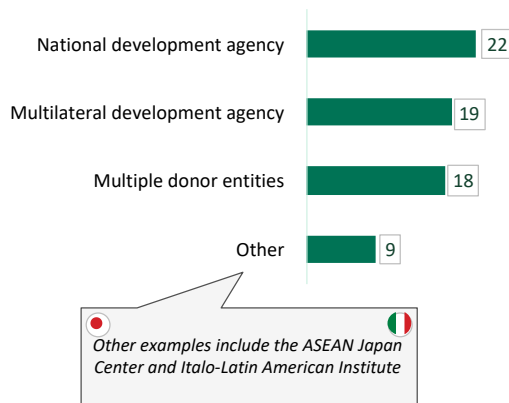 National development agency
22
Multilateral development agency
19
Multiple donor entities
18
Other
9
Other examples include the ASEAN Japan
Center and Italo-Latin American Institute